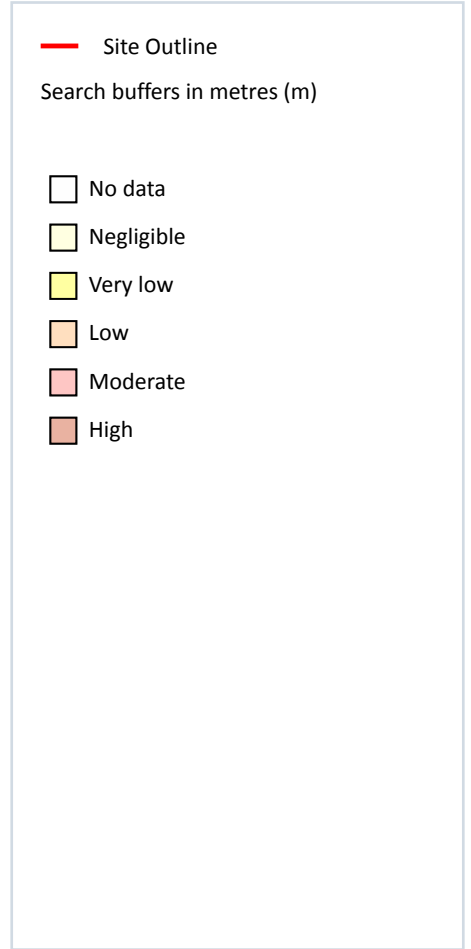 Site Outline
Search buffers in metres (m)
No data
Negligible
Very low
Low
Moderate
High